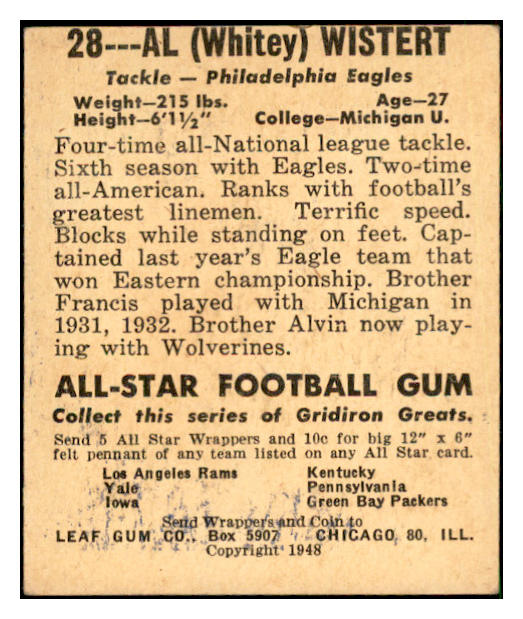 28---AL (Whitey) WISTERT
Tackle — Philadelphia Eagles
Weight—215 lbs. Age—27
Height—6'1½" College—Michigan U.
Four-time all-National league tackle.
Sixth season with Eagles. Two-time
all-American. Ranks with football's
greatest linemen. Terrific speed.
Blocks while standing on feet. Cap-
tained last year's Eagle team that
won Eastern championship. Brother
Francis played with Michigan in
1931, 1932. Brother Alvin now play-
ing with Wolverines.
ALL-STAR FOOTBALL GUM
Collect this series of Gridiron Greats.
Send 5 All Star Wrappers and 10c for big 12" x 6"
felt pennant of any team listed on any All Star card.
Los Angeles Rams Kentucky
Yale Pennsylvania
Iowa Green Bay Packers
Send Wrappers and Coin to
LEAF GUM CO., Box 5907 CHICAGO, 80, ILL.
Copyright 1948